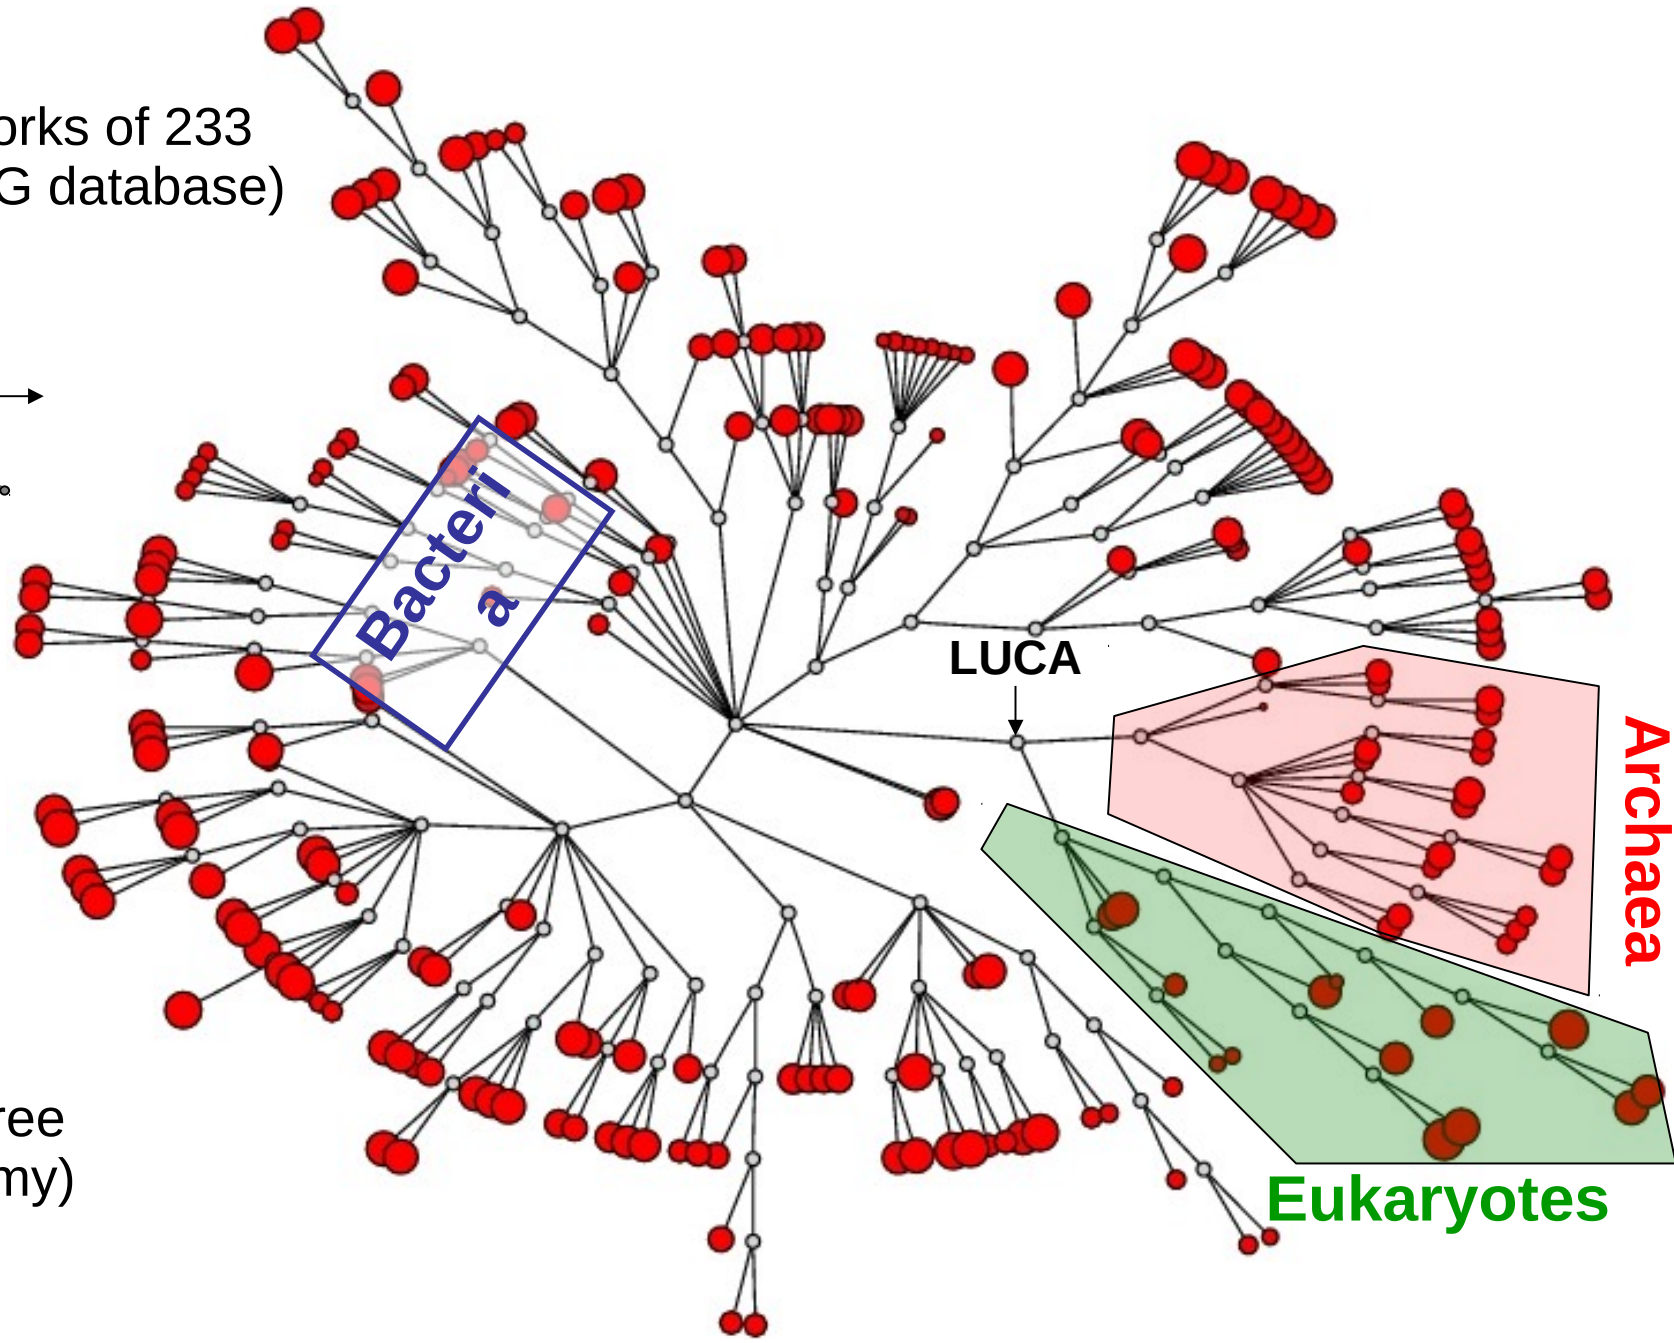 orks of 233
G database)
Bacteri
a
LUCA
Archaea
ree
my)
Eukaryotes